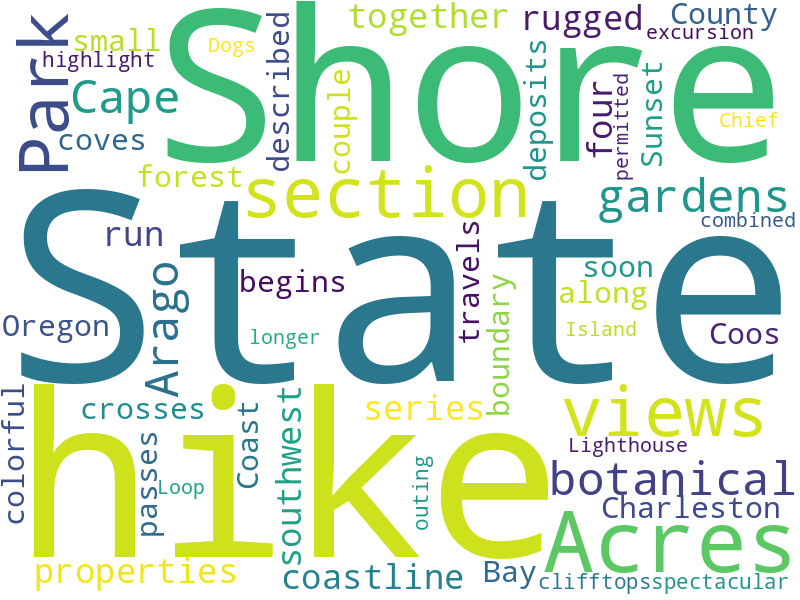 Shore
State
hike
Park
small
Dogs
highlight
Cape
coves
forest
described
couple
together
rugged
County
excursion
deposits
four
permitted
Sunset
Chief
section
gardens
combined
run
Arago
begins
travels
boundary
soon
along
Oregon
longer
Island
Coos
colorful
crosses
passes
Loop
Coast
southwest
series
outing
views
Lighthouse
botanical
Charleston
Acres
properties
coastline
Bay
clifftopsspectacular